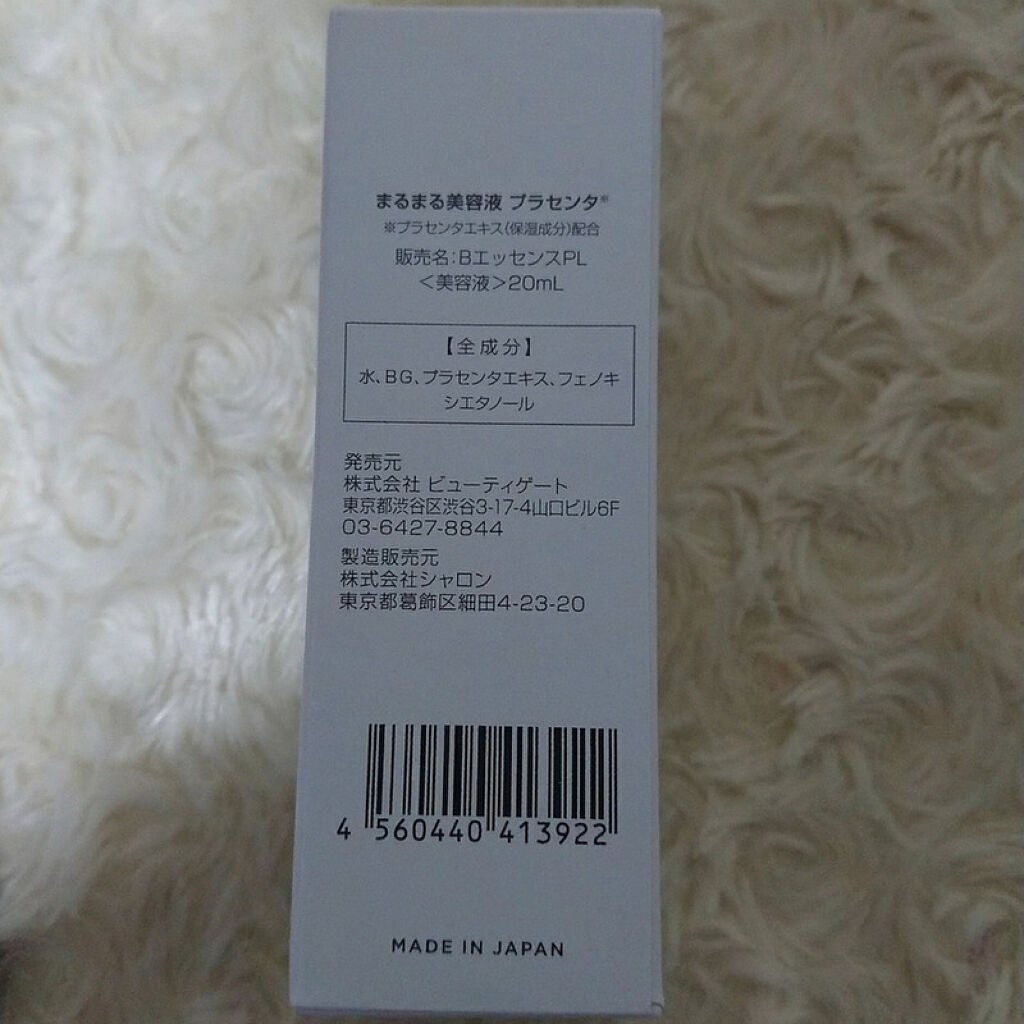 まるまる美容液 プラセンタ※
※プラセンタエキス(保湿成分)配合
販売名:BエッセンスPL
<美容液>20mL
【全成分】
水、BG、プラセンタエキス、フェノキ
シエタノール
発売元
株式会社 ビューティゲート
東京都渋谷区渋谷3-17-4山口ビル6F
03-6427-8844
製造販売元
株式会社シャロン
東京都葛飾区細田4-23-20
4 560440 413922
MADE IN JAPAN